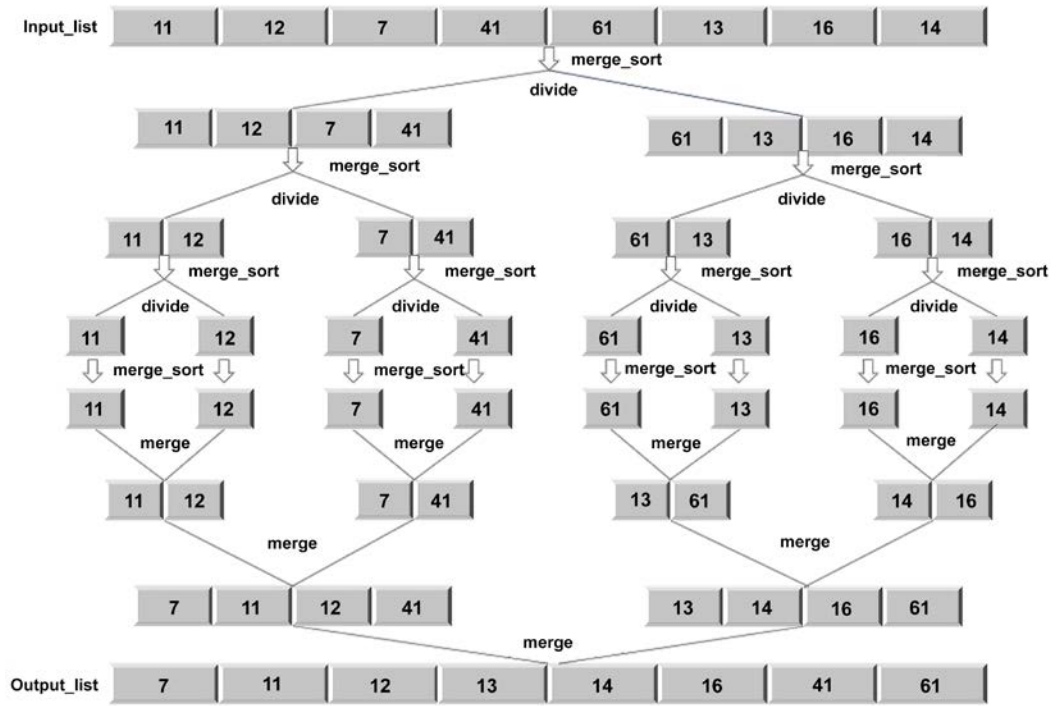 Input_list 11 12 7 41 61 13 16 14
merge_sort
divide
11 12 7 41 61 13 16 14
merge_sort merge_sort
divide divide
11 12 7 41 61 13 16 14
merge_sort merge_sort merge_sort merge_sort
divide divide divide divide
11 12 7 41 61 13 16 14
merge_sort merge_sort merge_sort merge_sort
11 12 7 41 61 13 16 14
merge merge merge merge
11 12 7 41 13 61 14 16
merge merge
7 11 12 41 13 14 16 61
merge
Output_list 7 11 12 13 14 16 41 61